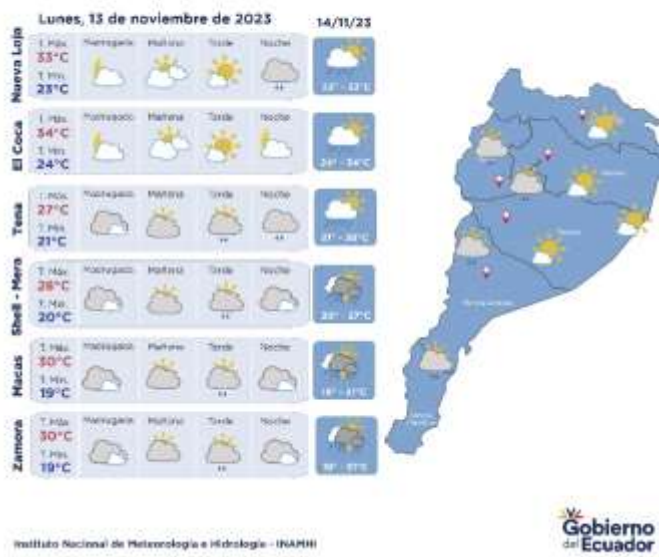 Lunes, 13 de noviembre de 2023
14/11/23
Nueva Loja
T. Máx.
33°C
T. Mín.
23°C
Madrugada Mañana Tarde Noche
El Coca
T. Máx.
34°C
T. Mín.
24°C
Madrugada Mañana Tarde Noche
Tena
T. Máx.
27°C
T. Mín.
21°C
Madrugada Mañana Tarde Noche
Shell - Mera
T. Máx.
28°C
T. Mín.
20°C
Madrugada Mañana Tarde Noche
Macas
T. Máx.
30°C
T. Mín.
19°C
Madrugada Mañana Tarde Noche
Zamora
T. Máx.
30°C
T. Mín.
19°C
Madrugada Mañana Tarde Noche
Instituto Nacional de Meteorología e Hidrología - INAMHI
Gobierno
del Ecuador